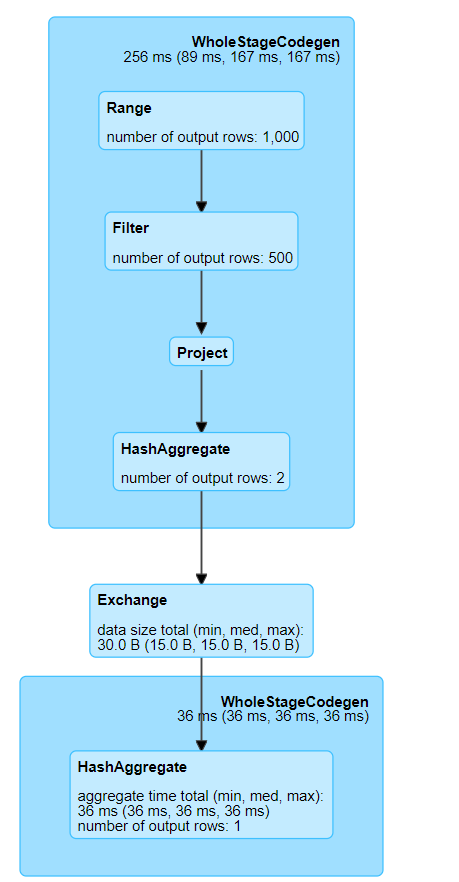 WholeStageCodegen
256 ms (89 ms, 167 ms, 167 ms)
Range
number of output rows: 1,000
Filter
number of output rows: 500
Project
HashAggregate
number of output rows: 2
Exchange
data size total (min, med, max):
30.0 B (15.0 B, 15.0 B, 15.0 B)
WholeStageCodegen
36 ms (36 ms, 36 ms, 36 ms)
HashAggregate
aggregate time total (min, med, max):
36 ms (36 ms, 36 ms, 36 ms)
number of output rows: 1